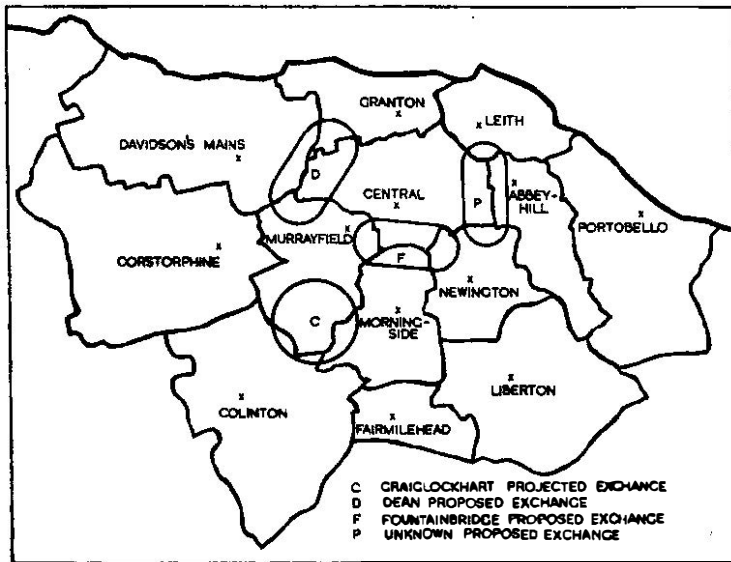 GRANTON
LEITH
DAVIDSON'S MAINS
D
ABBEY-
HILL
CENTRAL
P
PORTOBELLO
MURRAYFIELD
CORSTORPHINE
F
NEWINGTON
C
MORNING-
SIDE
LIBERTON
COLINTON
FAIRMILEHEAD
C CRAIGLOCKHART PROJECTED EXCHANGE
D DEAN PROPOSED EXCHANGE
F FOUNTAINBRIDGE PROPOSED EXCHANGE
P UNKNOWN PROPOSED EXCHANGE